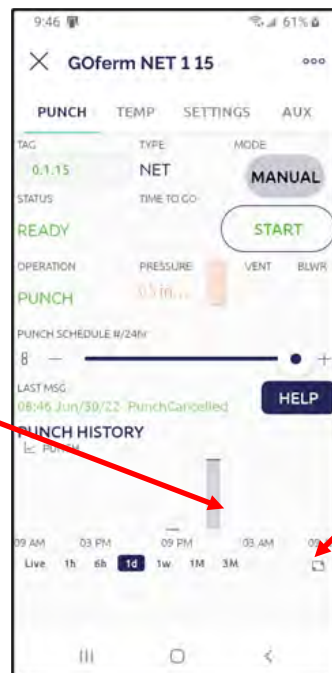 9:46 61%
GOferm NET 1 15
PUNCH TEMP SETTINGS AUX
TAG TYPE MODE
0.1.15 NET MANUAL
STATUS TIME TO GO
READY START
OPERATION PRESSURE VENT BLWR
PUNCH
PUNCH SCHEDULE #/24hr
8 — +
LAST MSG
08:46 Jun/30/22 PunchCancelled HELP
PUNCH HISTORY
PUNCH
09 AM 03 PM 09 PM 03 AM
Live 1h 6h 1d 1w 1M 3M